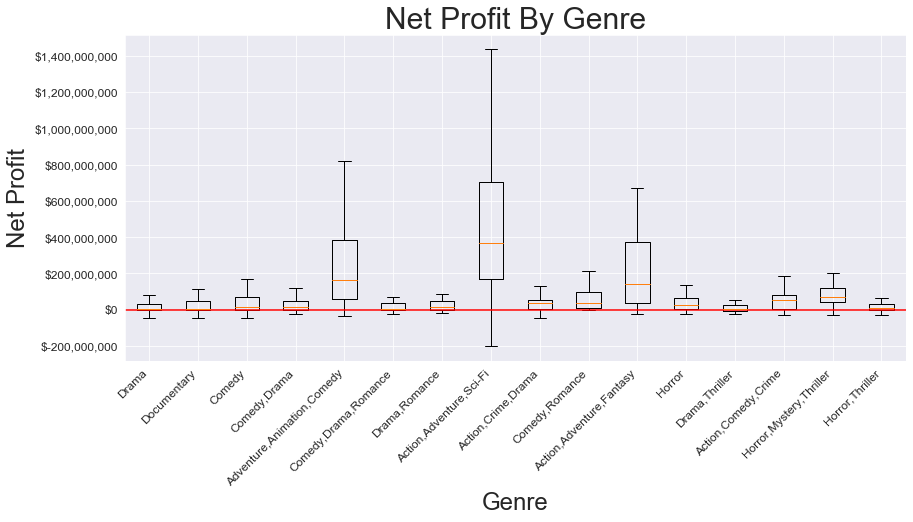 Net Profit By Genre
Net Profit
$1,400,000,000
$1,200,000,000
$1,000,000,000
$800,000,000
$600,000,000
$400,000,000
$200,000,000
$0
$-200,000,000
Drama
Documentary
Comedy
Comedy,Drama
Adventure,Animation,Comedy
Comedy,Drama,Romance
Drama,Romance
Action,Adventure,Sci-Fi
Action,Crime,Drama
Comedy,Romance
Action,Adventure,Fantasy
Horror
Drama,Thriller
Action,Comedy,Crime
Horror,Mystery,Thriller
Horror,Thriller
Genre